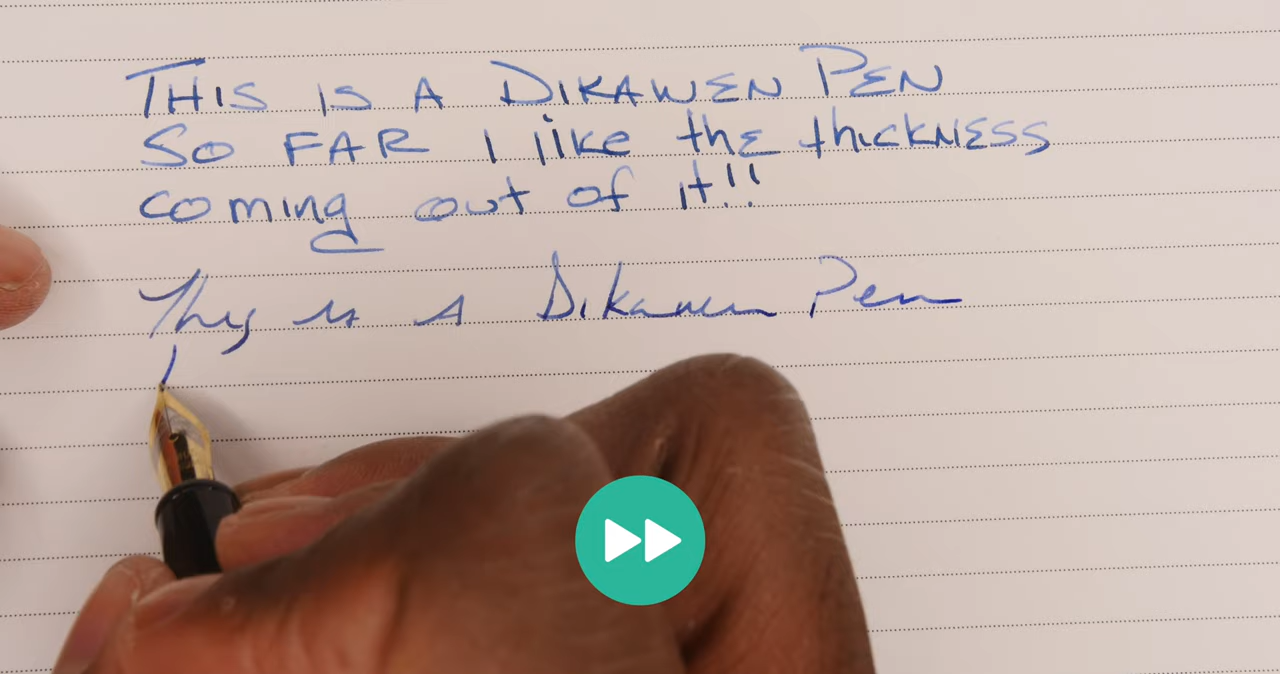 THIS IS A DIKAWEN PEN
SO FAR I like the thickNESS
coming out of it!!
This is A Dikawen Pen